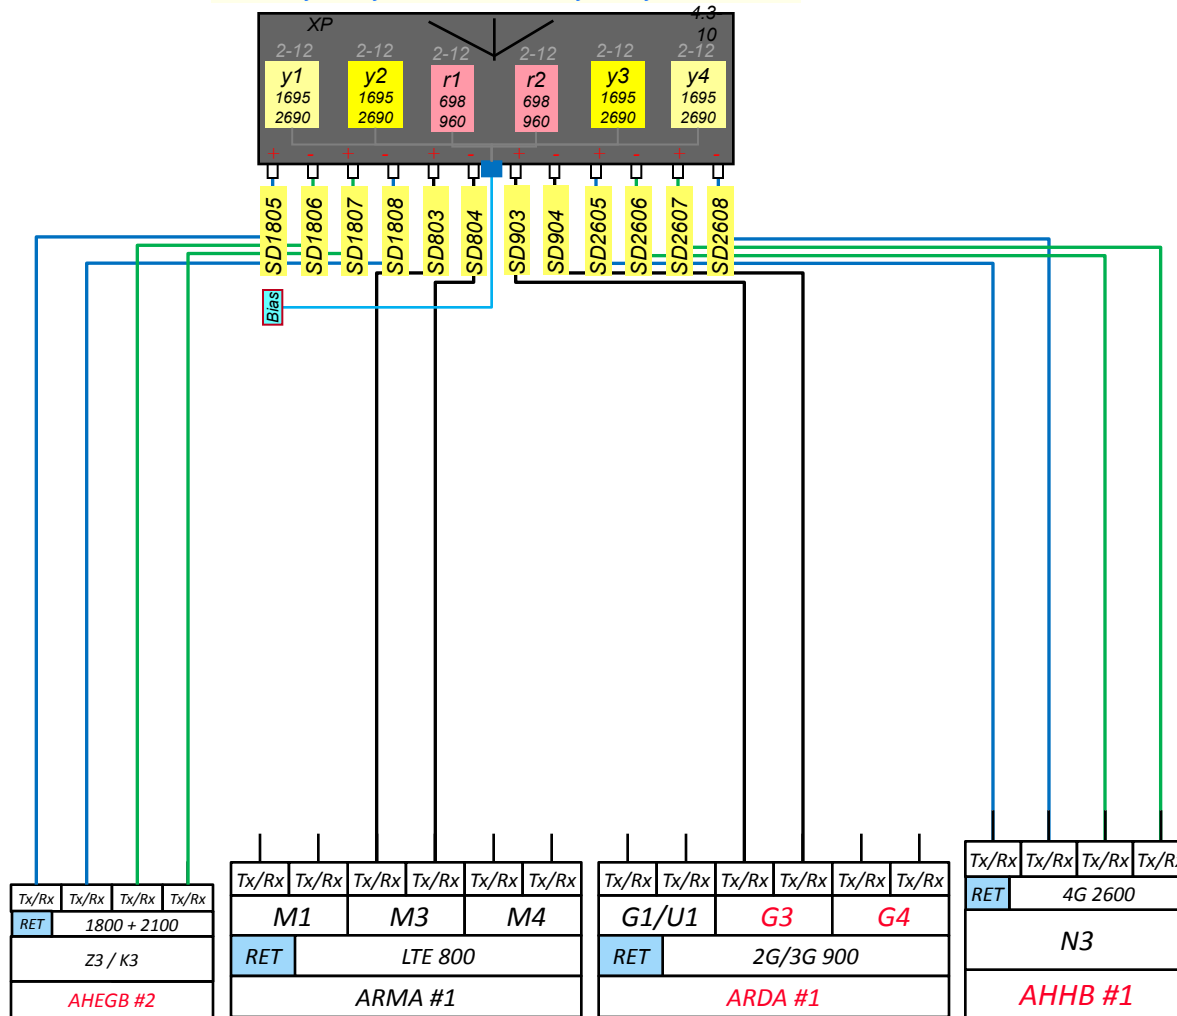 XP
4.3-
10
2-12 2-12 2-12 2-12 2-12 2-12
y1 y2 r1 r2 y3 y4
1695 1695 698 698 1695 1695
2690 2690 960 960 2690 2690
+ - + - + - + - + - + -
SD1805
SD1806
SD1807
SD1808
SD803
SD804
SD903
SD904
SD2605
SD2606
SD2607
SD2608
Bias
Tx/Rx Tx/Rx Tx/Rx Tx/Rx
RET 1800 + 2100
Z3 / K3
AHEGB #2
Tx/Rx Tx/Rx Tx/Rx Tx/Rx Tx/Rx Tx/Rx
M1 M3 M4
RET LTE 800
ARMA #1
Tx/Rx Tx/Rx Tx/Rx Tx/Rx Tx/Rx Tx/Rx
G1/U1 G3 G4
RET 2G/3G 900
ARDA #1
Tx/Rx Tx/Rx Tx/Rx Tx/Rx
RET 4G 2600
N3
AHHB #1